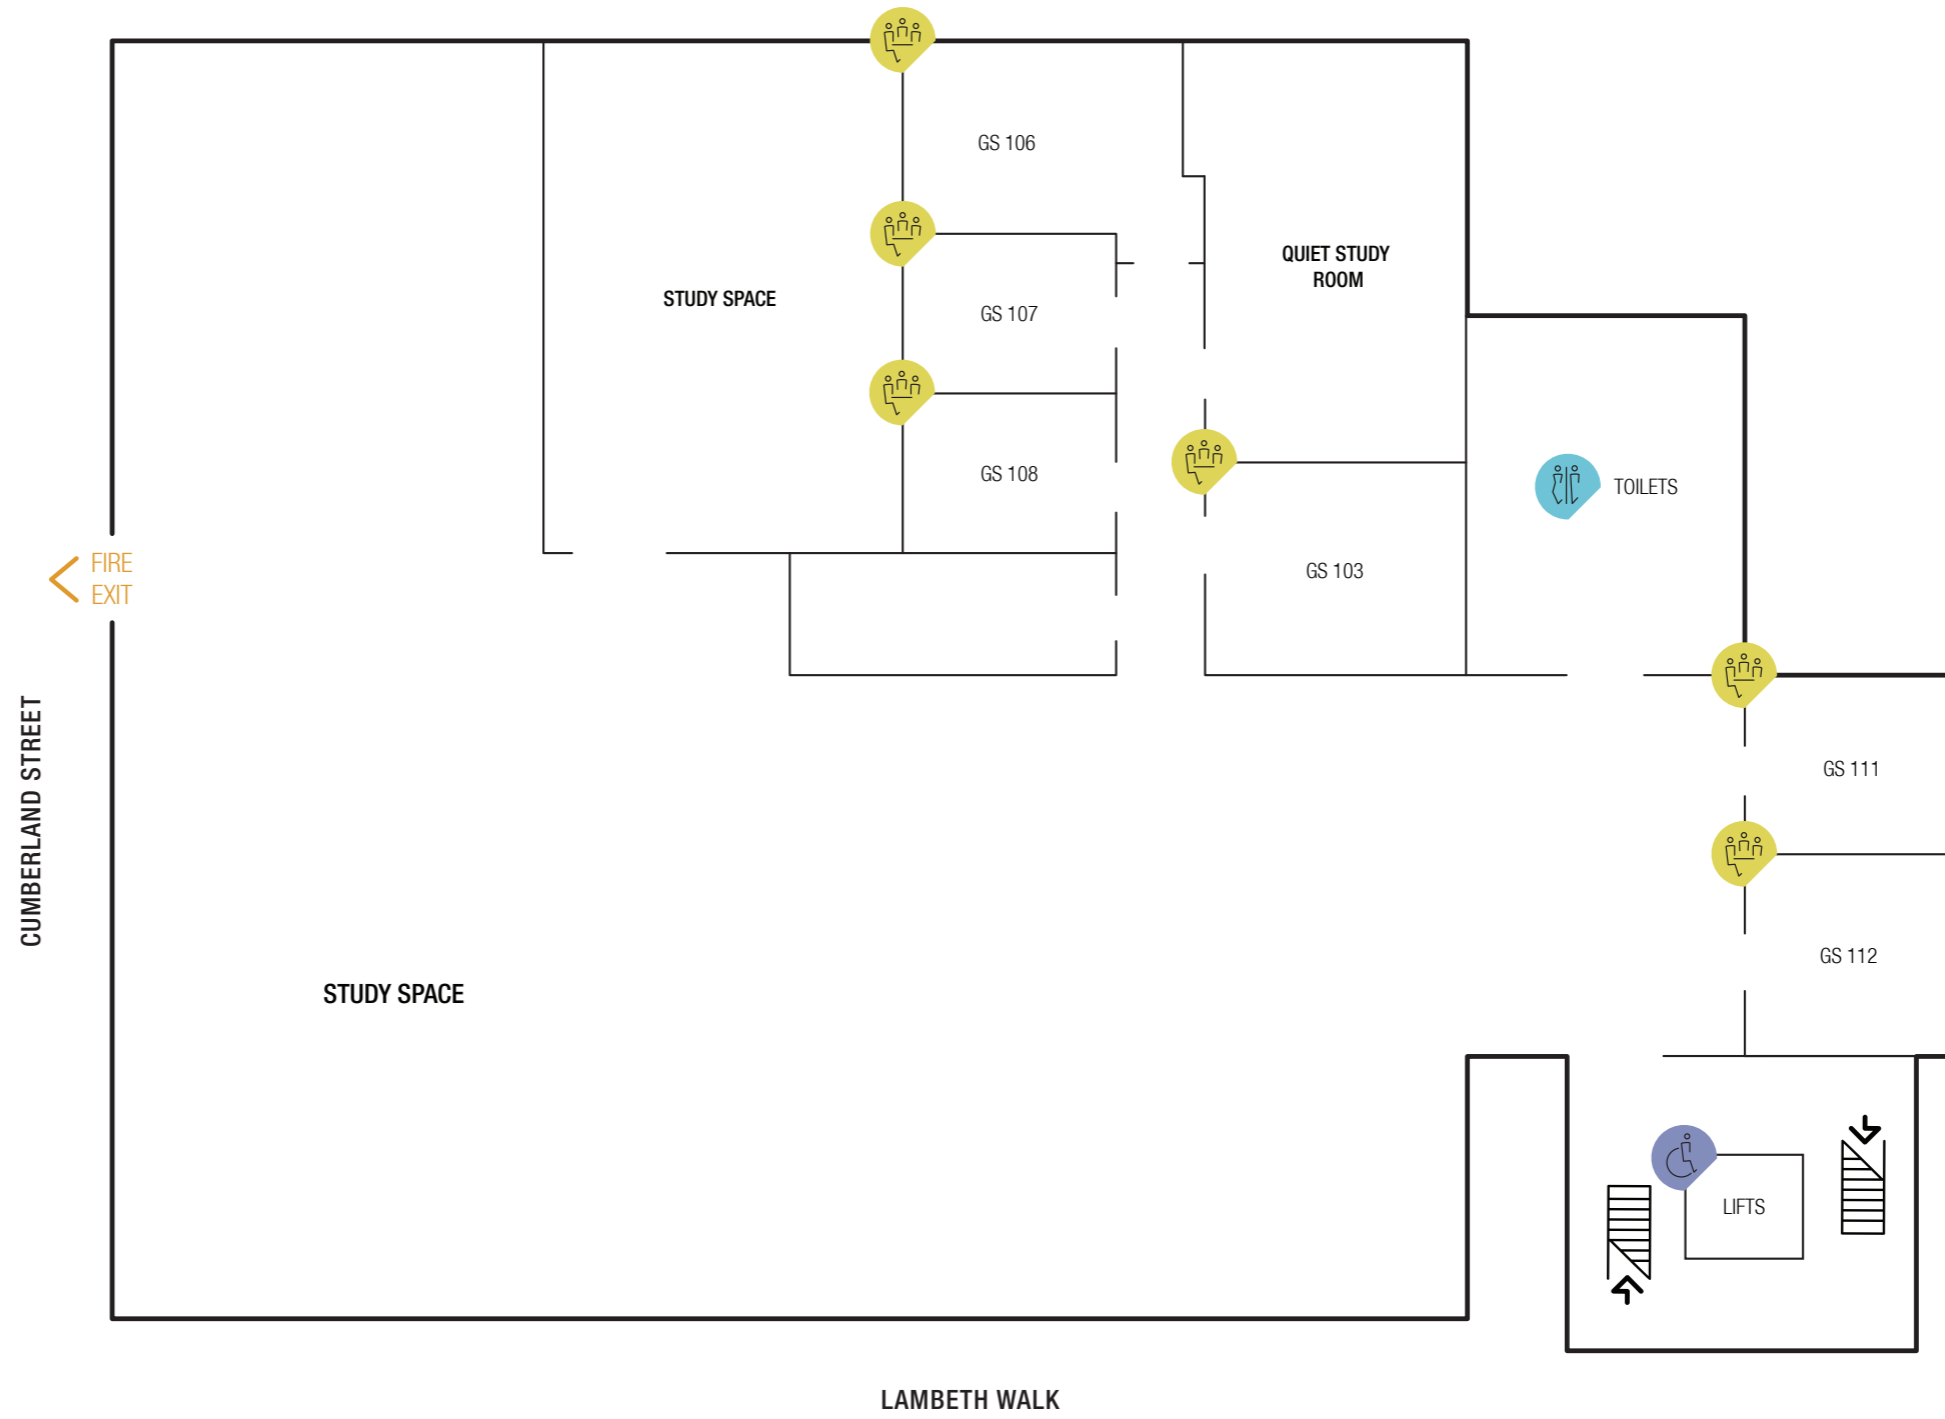 GS 106
QUIET STUDY
ROOM
STUDY SPACE
GS 107
GS 108
TOILETS
FIRE
EXIT
GS 103
CUMBERLAND STREET
GS 111
GS 112
STUDY SPACE
LIFTS
LAMBETH WALK